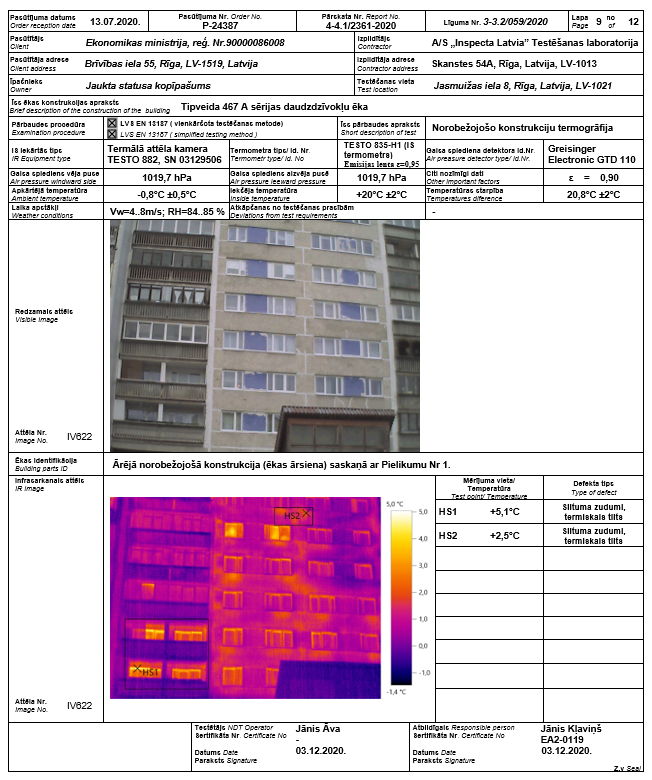 Pasūtījuma datums
Order reception date
13.07.2020.
Pasūtījuma Nr. Order No.
P-24387
Pārskata Nr. Report No.
4-4.1/2361-2020
Līguma Nr. 3-3.2/059/2020
Lapa 9 no 12
Page of
Pasūtītājs
Client
Ekonomikas ministrija, reģ. Nr.90000086008
Izpildītājs
Contractor
A/S „Inspecta Latvia” Testēšanas laboratorija
Pasūtītāja adrese
Client address
Brīvības iela 55, Rīga, LV-1519, Latvija
Izpildītāja adrese
Contractor address
Skanstes 54A, Rīga, Latvija, LV-1013
Īpašnieks
Owner
Jaukta statusa kopīpašums
Testēšanas vieta
Test location
Jasmuižas iela 8, Rīga, Latvija, LV-1021
Īss ēkas konstrukcijas apraksts
Brief description of the construction of the building
Tipveida 467 A sērijas daudzdzīvokļu ēka
Pārbaudes procedūra
Examination procedure
LVS EN 13187 ( vienkāršota testēšanas metode)
LVS EN 13187 ( simplified testing method )
Īss pārbaudes apraksts
Short description of test
Norobežojošo konstrukciju termogrāfija
IS iekārtas tips
IR Equipment type
Termālā attēla kamera
TESTO 882, SN 03129506
Termometra tips/ id. Nr.
Termometr type/ Id. No
TESTO 835-H1 (IS
termometrs)
Emisijas lenta ε=0,95
Gaisa spiediena detektora id.Nr.
Air preasure detector type/ Id.Nr.
Greisinger
Electronic GTD 110
Gaisa spiediens vēja puse
Air pressure windward side
1019,7 hPa
Gaisa spiediens aizvēja pusē
Air pressure leeward pressure
1019,7 hPa
Citi nozīmīgi dati
Other important factors
ε = 0,90
Apkārtējā temperatūra
Ambient temperatur
-0,8°C ±0,5°C
Iekšēja temperatūra
Inside temperatur
+20°C ±2°C
Temperatūras starpība
Temperatures diference
20,8°C ±2°C
Laika apstākļi
Weather conditions
Vw=4..8m/s; RH=84..85 %
Atkāpšanas no testēšanas prasībām
Deviations from test requirements
-
Redzamais attēls
Visible Image
Attēla Nr.
Image No.
IV622
Ēkas identifikācija
Building parts ID
Ārējā norobežojošā konstrukcija (ēkas ārsiena) saskaņā ar Pielikumu Nr 1.
Infrasarkanais attēls
IR Image
Mērījuma vieta/
Temperatūra
Test point/ Temperature
Defekta tips
Type of defect
HS1 +5,1°C
Siltuma zudumi,
termiskais tilts
HS2 +2,5°C
Siltuma zudumi,
termiskais tilts
HS2
HS1
5,0 °C
5,0
4,0
3,0
2,0
1,0
0,0
-1,0
-1,4 °C
Attēla Nr.
Image No.
IV622
Testētājs NDT Operator
Sertifikāta Nr. Certificate No
Jānis Āva
-
Datums Date
Paraksts Signature
03.12.2020.
Atbildīgais Responsible person
Sertifikāta Nr. Certificate No
Jānis Kļaviņš
EA2-0119
Datums Date
Paraksts Signature
03.12.2020.
Z.v Seal